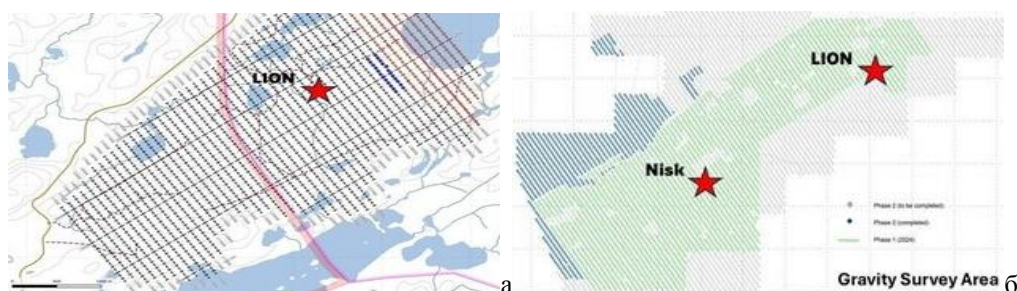 LION
а
LION
Nisk
Phase 2 (to be completed)
Phase 2 (completed)
Phase 1 (2024)
Gravity Survey Area
б